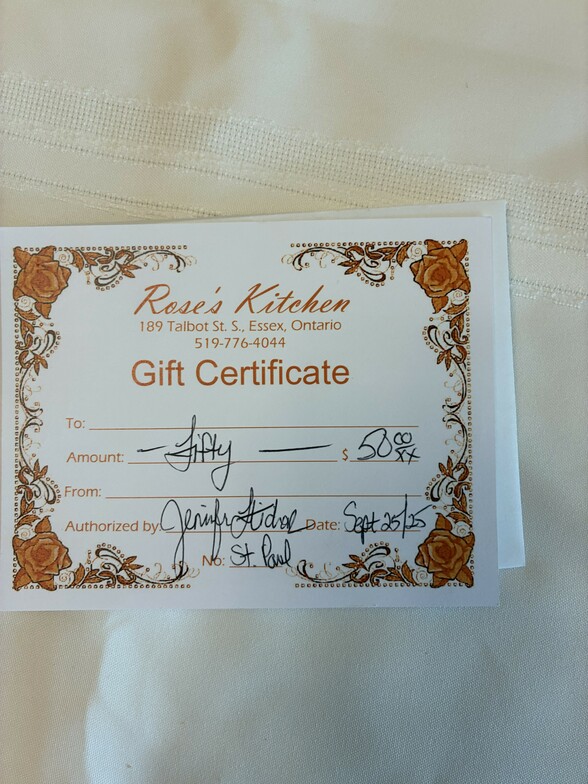 Rose's Kitchen
189 Talbot St. S., Essex, Ontario
519-776-4044
Gift Certificate
To:
Amount: - Fifty — $ 50 00/xx
From:
Authorized by Date: Sept 25/25
No: St. Paul